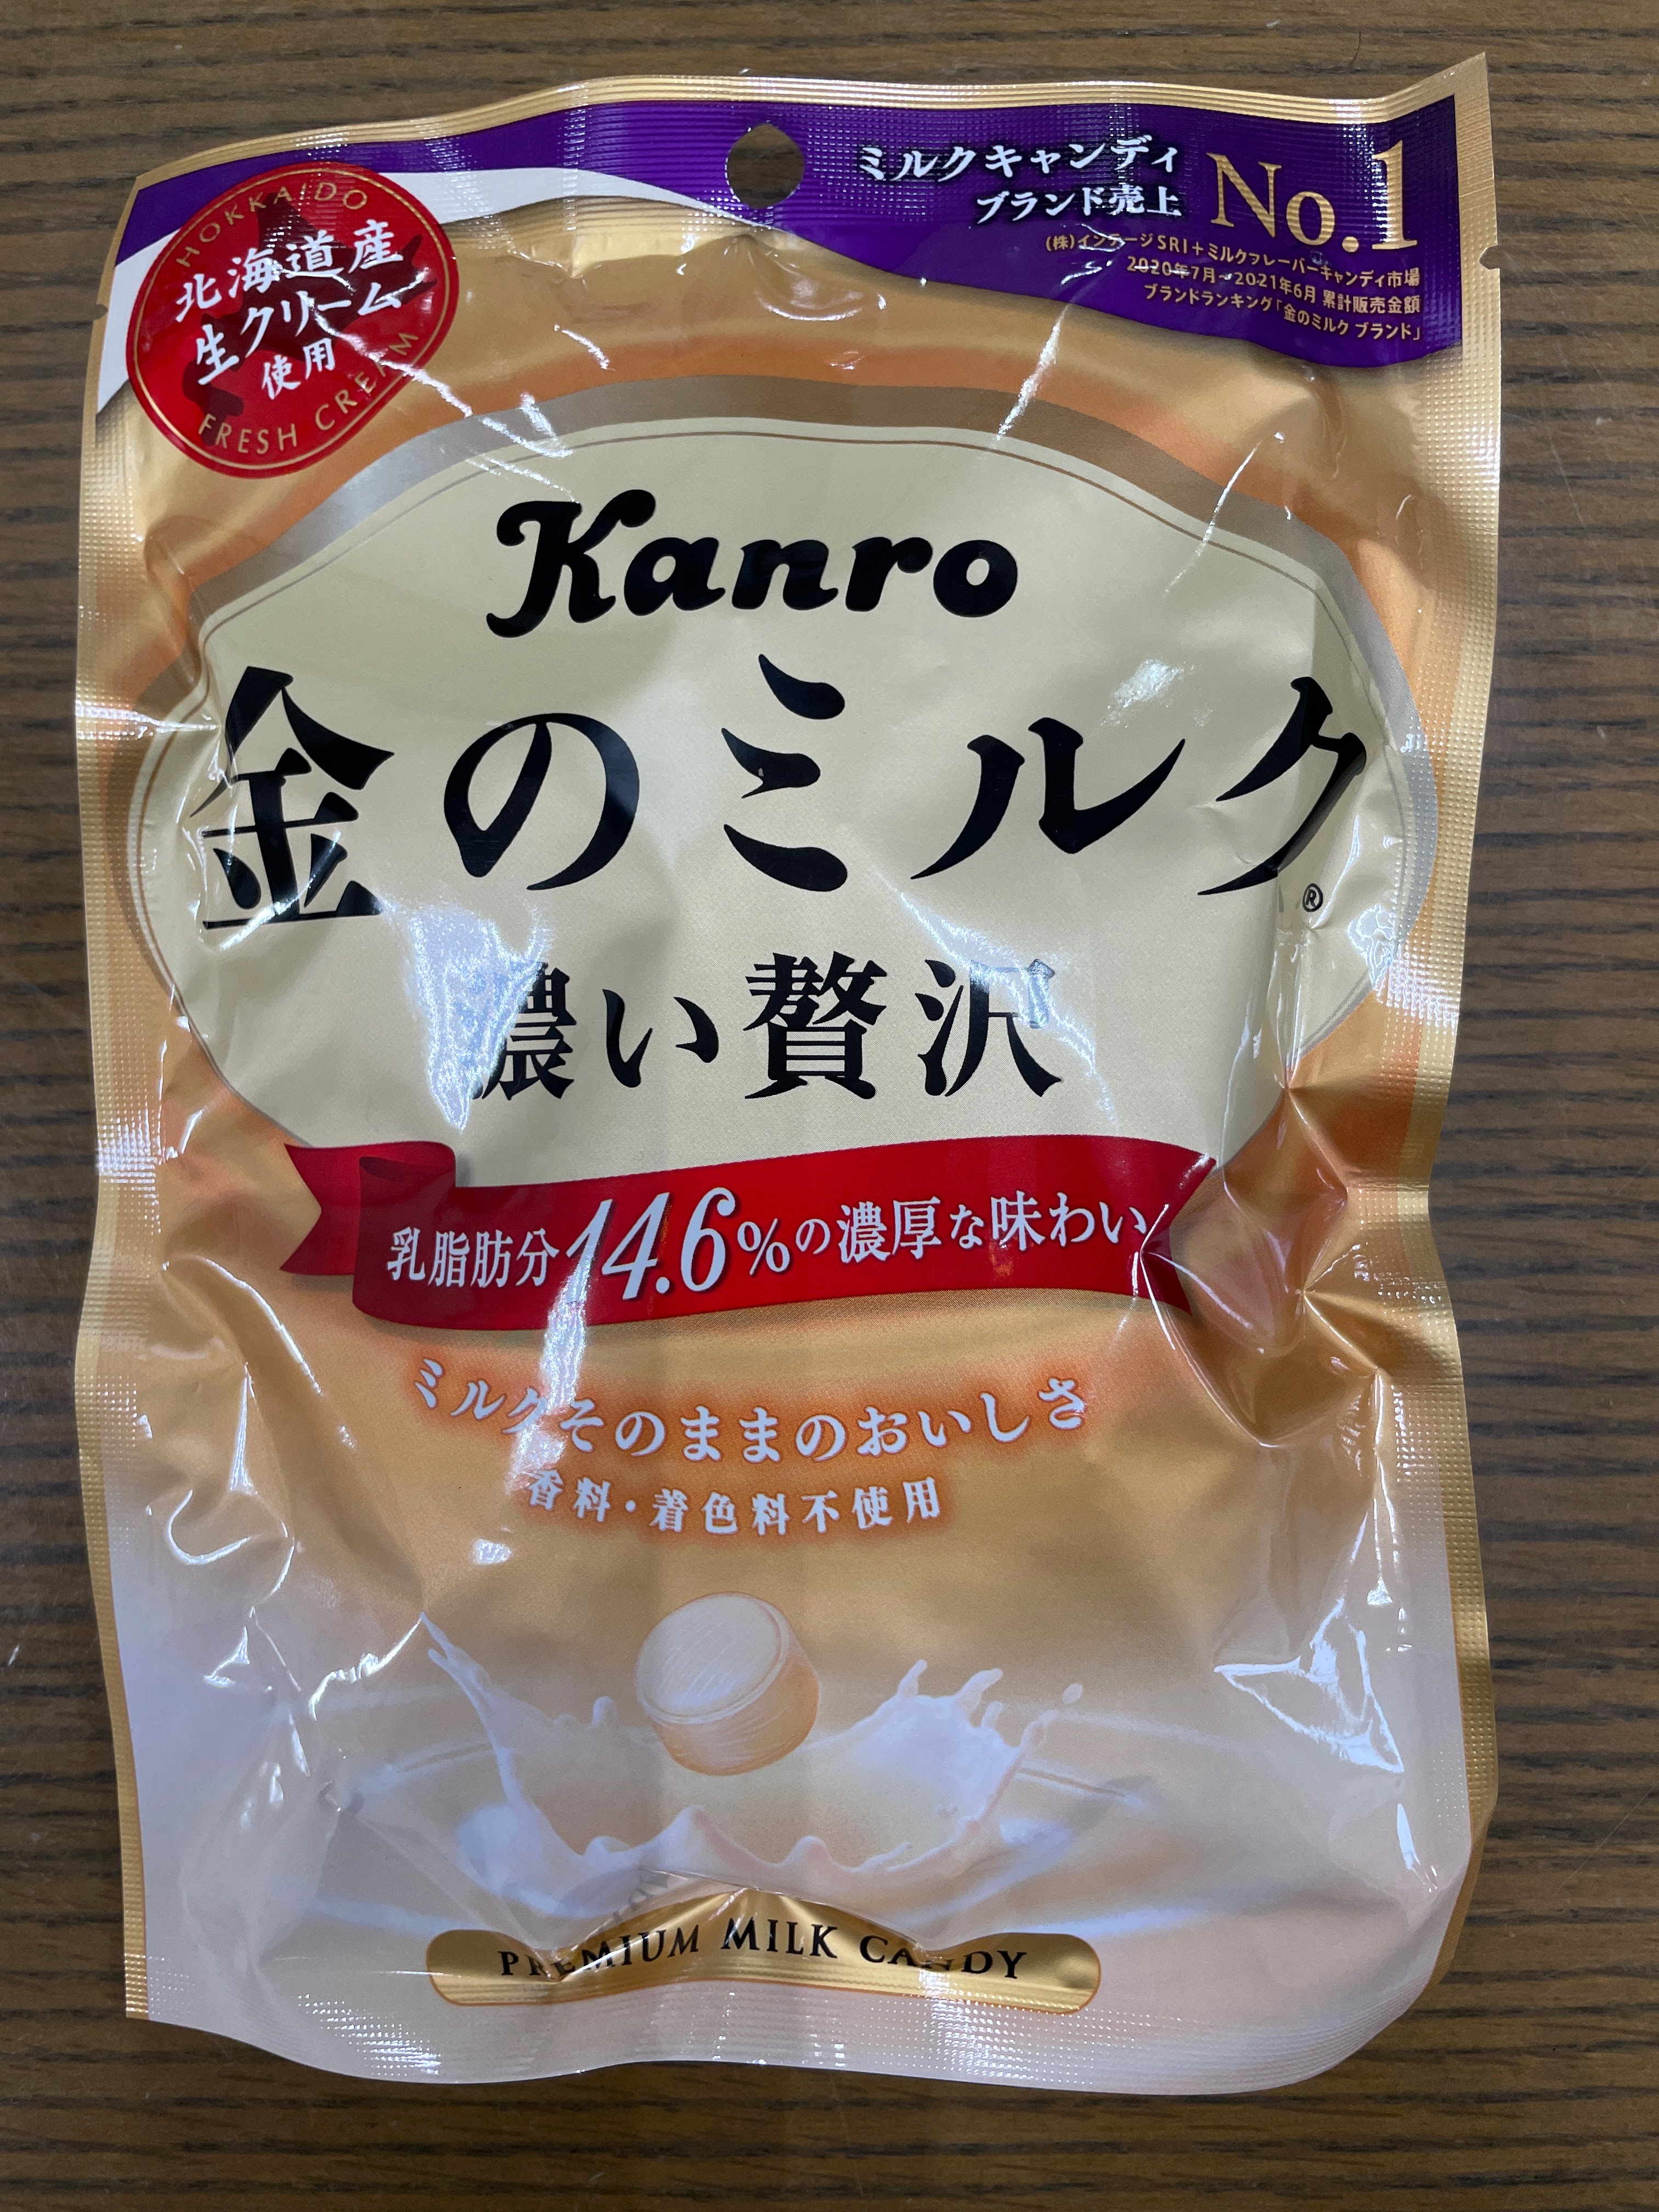 HOKKAIDO
北海道産
生クリーム
使用
FRESH CREAM
ミルクキャンディ
ブランド売上
No.1
(株)インテージSRI+ミルクフレーバーキャンディ市場
2020年7月~2021年6月 累計販売金額
ブランドランキング「金のミルク ブランド」
Kanro
金のミルク®
濃い贅沢
乳脂肪分14.6%の濃厚な味わい
ミルクそのままのおいしさ
香料・着色料不使用
PREMIUM MILK CANDY